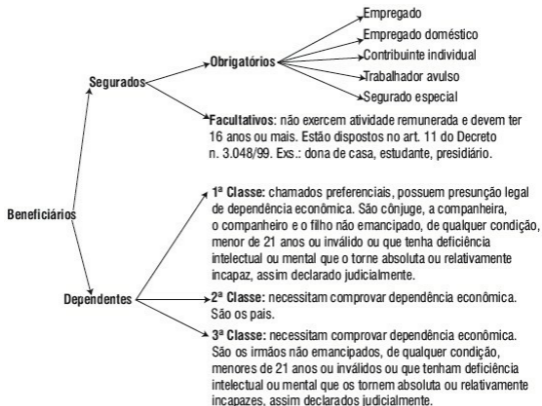 Beneficiários
Segurados
Obrigatórios
Empregado
Empregado doméstico
Contribuinte individual
Trabalhador avulso
Segurado especial
Facultativos: não exercem atividade remunerada e devem ter
16 anos ou mais. Estão dispostos no art. 11 do Decreto
n. 3.048/99. Exs.: dona de casa, estudante, presidiário.
Dependentes
1ª Classe: chamados preferenciais, possuem presunção legal
de dependência econômica. São cônjuge, a companheira,
o companheiro e o filho não emancipado, de qualquer condição,
menor de 21 anos ou inválido ou que tenha deficiência
intelectual ou mental que o torne absoluta ou relativamente
incapaz, assim declarado judicialmente.
2ª Classe: necessitam comprovar dependência econômica.
São os pais.
3ª Classe: necessitam comprovar dependência econômica.
São os irmãos não emancipados, de qualquer condição,
menores de 21 anos ou inválidos ou que tenham deficiência
intelectual ou mental que os tornem absoluta ou relativamente
incapazes, assim declarados judicialmente.